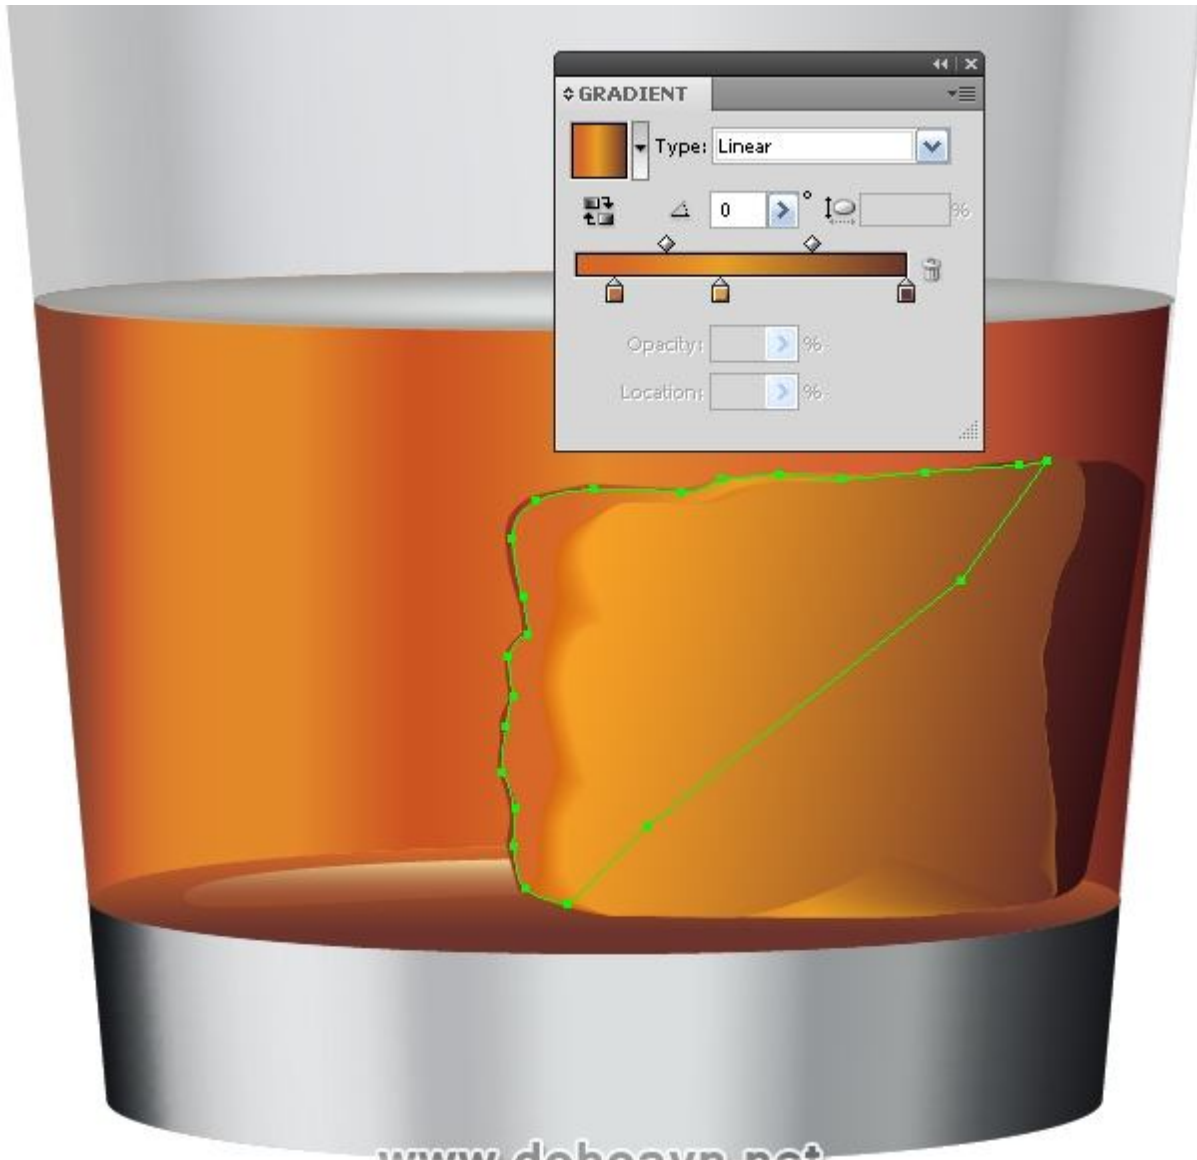 GRADIENT
Type: Linear
0 ° %
Opacity: %
Location: %